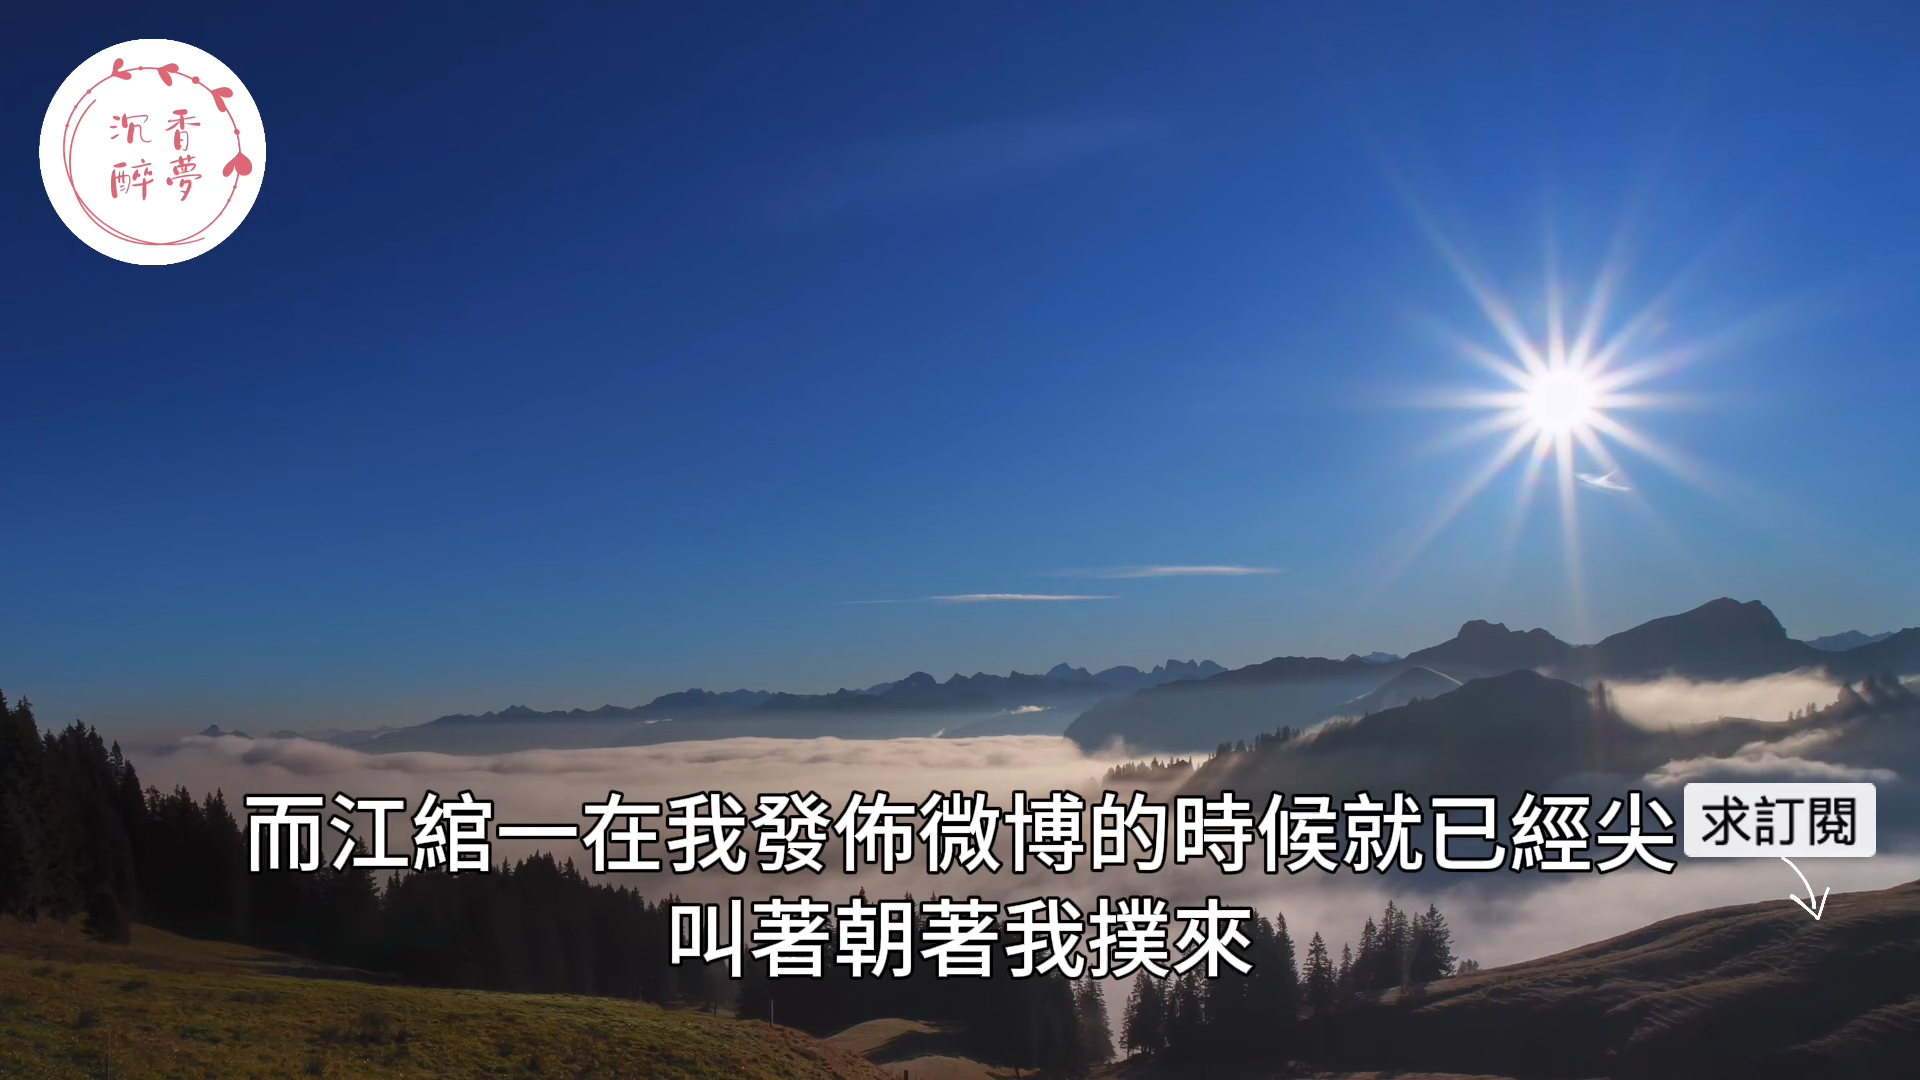 沉香
醉夢
而江綰一在我發佈微博的時候就已經尖
叫著朝著我撲來
求訂閱